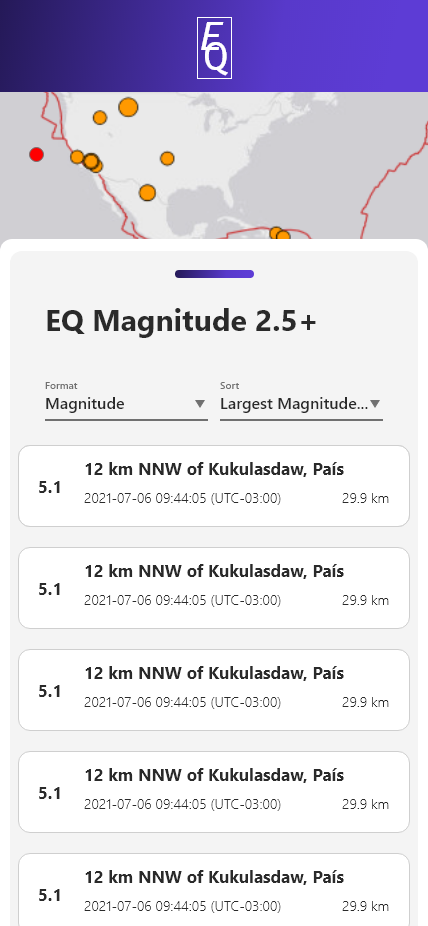 EQ
EQ Magnitude 2.5+
Format
Sort
Magnitude
Largest Magnitude...
12 km NNW of Kukulasdaw, País
5.1
2021-07-06 09:44:05 (UTC-03:00)
29.9 km
12 km NNW of Kukulasdaw, País
5.1
2021-07-06 09:44:05 (UTC-03:00)
29.9 km
12 km NNW of Kukulasdaw, País
5.1
2021-07-06 09:44:05 (UTC-03:00)
29.9 km
12 km NNW of Kukulasdaw, País
5.1
2021-07-06 09:44:05 (UTC-03:00)
29.9 km
12 km NNW of Kukulasdaw, País
5.1
2021-07-06 09:44:05 (UTC-03:00)
29.9 km